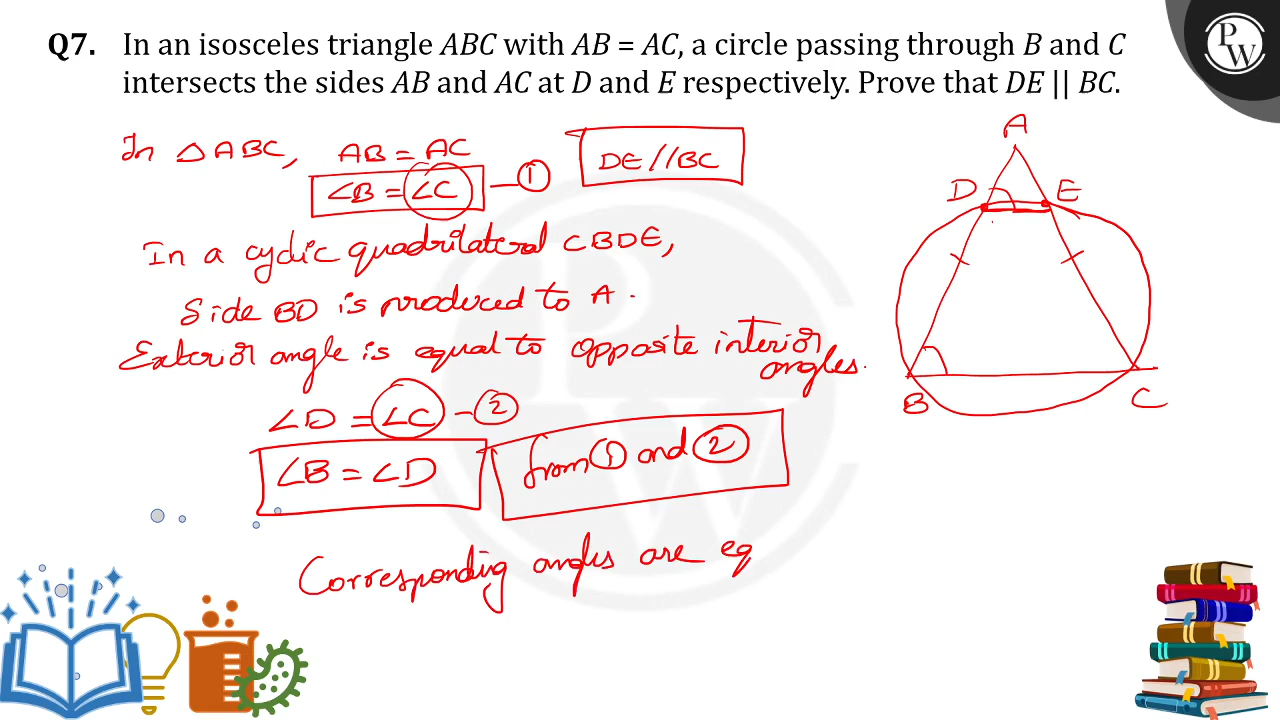 Q7. In an isosceles triangle ABC with AB = AC, a circle passing through B and C
intersects the sides AB and AC at D and E respectively. Prove that DE || BC.
In △ABC, AB = AC
DE//BC
∠B = ∠C —①
In a cyclic quadrilateral CBDE,
Side BD is produced to A.
Exterior angle is equal to opposite interior
angles.
∠D = ∠C —②
∠B = ∠D
from ① and ②
Corresponding angles are eq
A
D
E
B
C
PW
PW